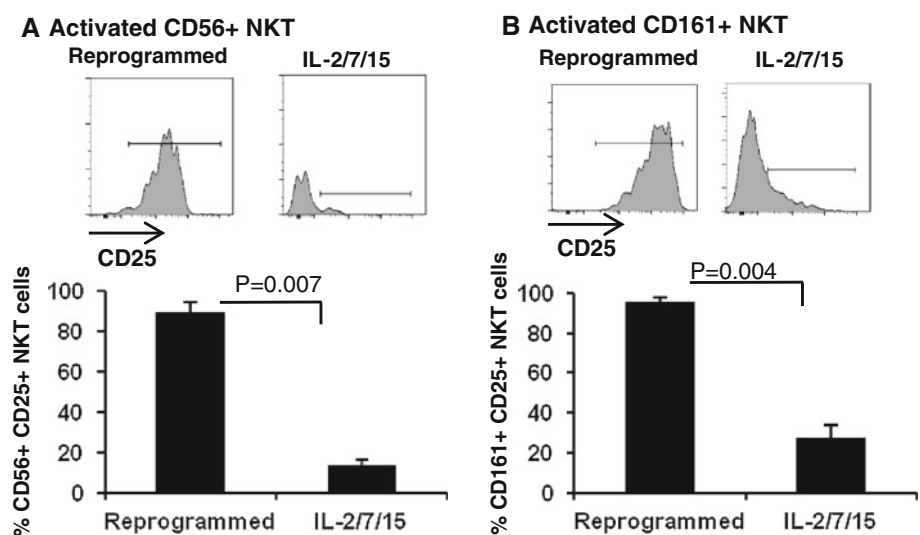 A Activated CD56+ NKT
Reprogrammed
IL-2/7/15
CD25
% CD56+ CD25+ NKT cells
P=0.007
100
80
60
40
20
0
Reprogrammed
IL-2/7/15
B Activated CD161+ NKT
Reprogrammed
IL-2/7/15
CD25
% CD161+ CD25+ NKT cells
P=0.004
100
80
60
40
20
0
Reprogrammed
IL-2/7/15